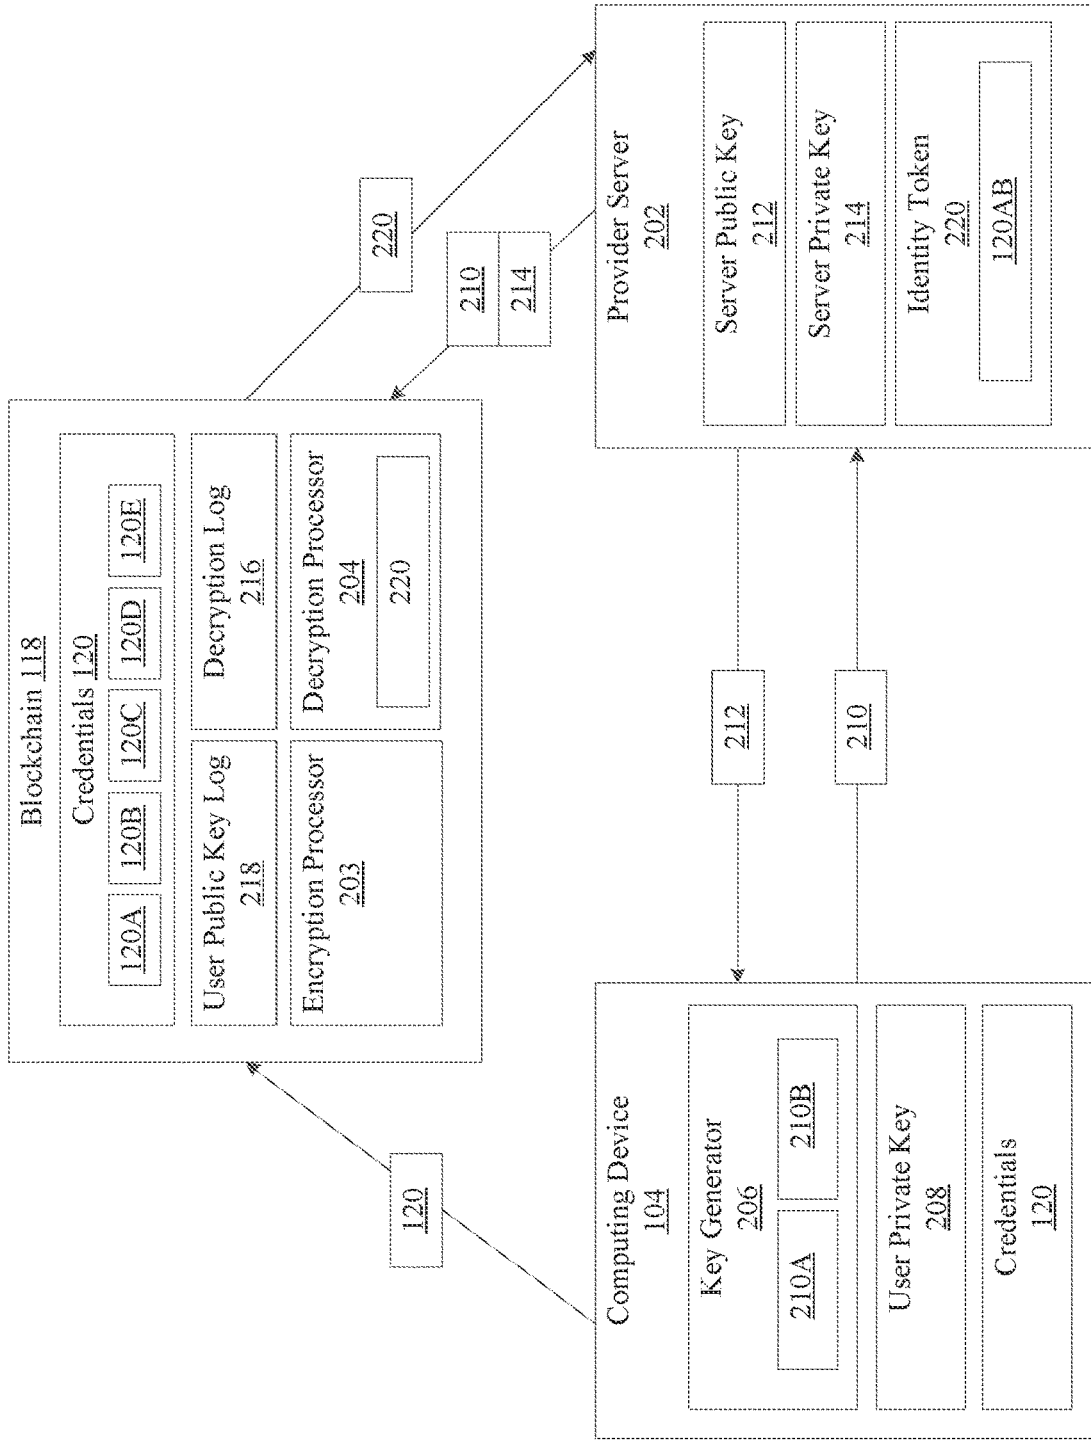 Blockchain 118
Credentials 120
120A
120B
120C
120D
120E
User Public Key Log
218
Decryption Log
216
Encryption Processor
203
Decryption Processor
204
220
120
220
210
214
Computing Device
104
Key Generator
206
210A
210B
User Private Key
208
Credentials
120
212
210
Provider Server
202
Server Public Key
212
Server Private Key
214
Identity Token
220
120AB